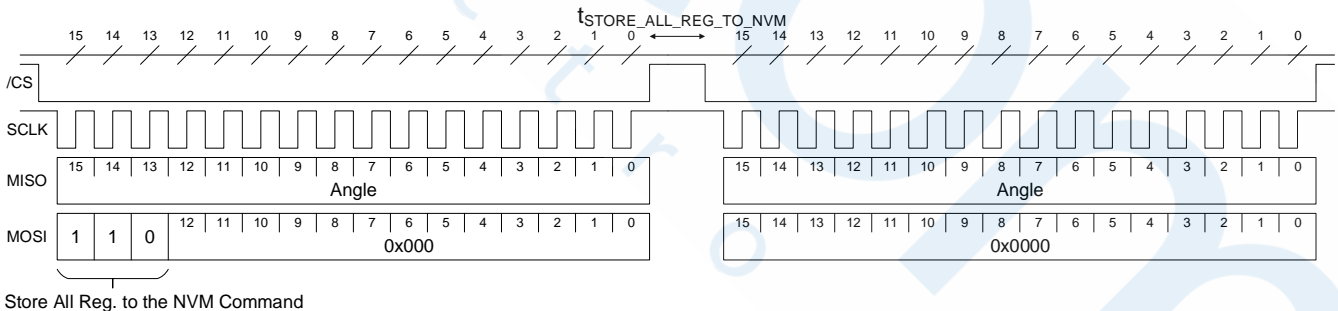 tSTORE_ALL_REG_TO_NVM
15 14 13 12 11 10 9 8 7 6 5 4 3 2 1 0 15 14 13 12 11 10 9 8 7 6 5 4 3 2 1 0
/CS
SCLK
MISO 15 14 13 12 11 10 9 8 7 6 5 4 3 2 1 0 15 14 13 12 11 10 9 8 7 6 5 4 3 2 1 0
Angle Angle
MOSI 1 1 0 12 11 10 9 8 7 6 5 4 3 2 1 0 15 14 13 12 11 10 9 8 7 6 5 4 3 2 1 0
0x000 0x0000
Store All Reg. to the NVM Command